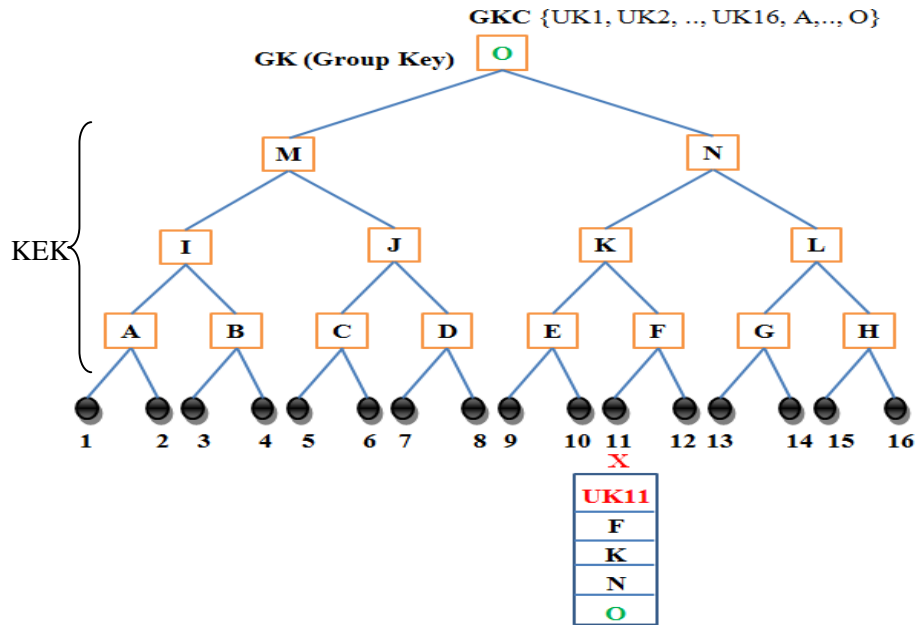 GKC {UK1, UK2, .., UK16, A,.., O}
GK (Group Key)
O
M N
KEK
I J K L
A B C D E F G H
1 2 3 4 5 6 7 8 9 10 11 12 13 14 15 16
X
UK11
F
K
N
O